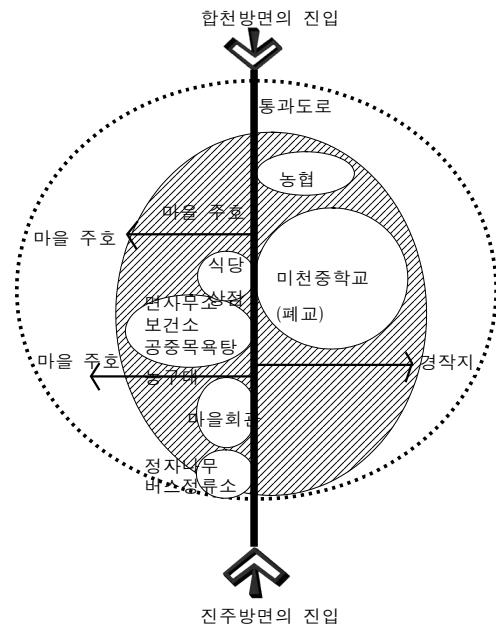 합천방면의 진입
통과도로
농협
마을 주호
마을 주호
식당
상점
미천중학교
(폐교)
면사무소
보건소
공중목욕탕
농구대
마을 주호
경작지
마을회관
정자나무
버스정류소
진주방면의 진입